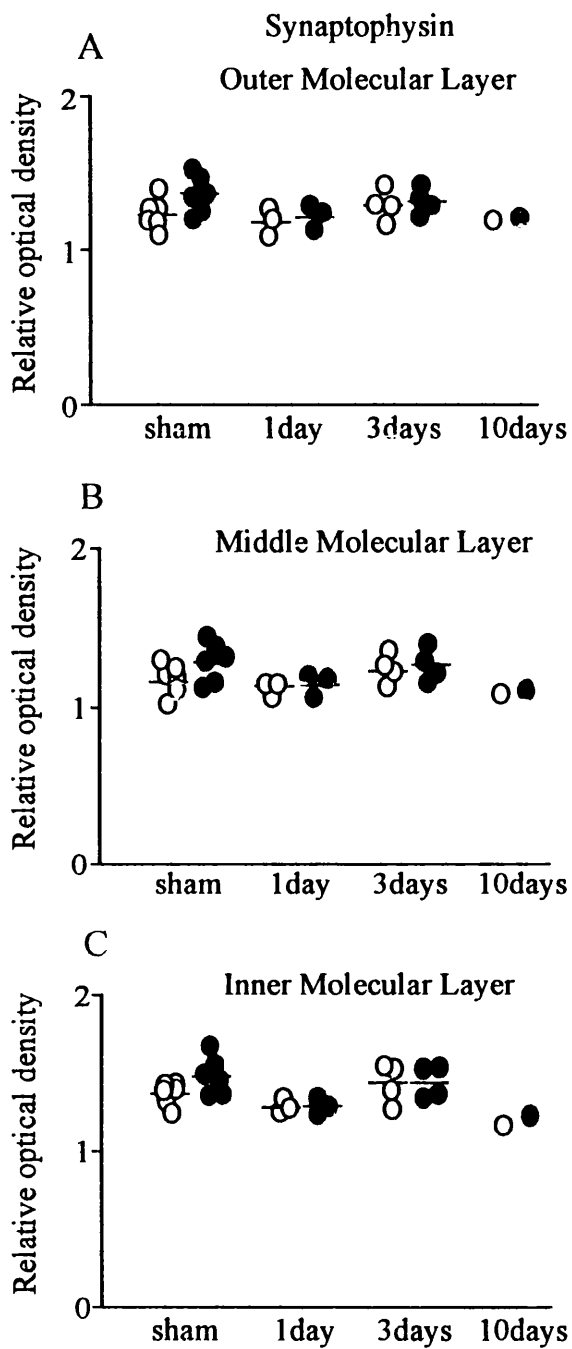 A
Synaptophysin
Outer Molecular Layer
Relative optical density
2
1
0
sham 1day 3days 10days
B
Middle Molecular Layer
Relative optical density
2
1
0
sham 1day 3days 10days
C
Inner Molecular Layer
Relative optical density
2
1
0
sham 1day 3days 10days